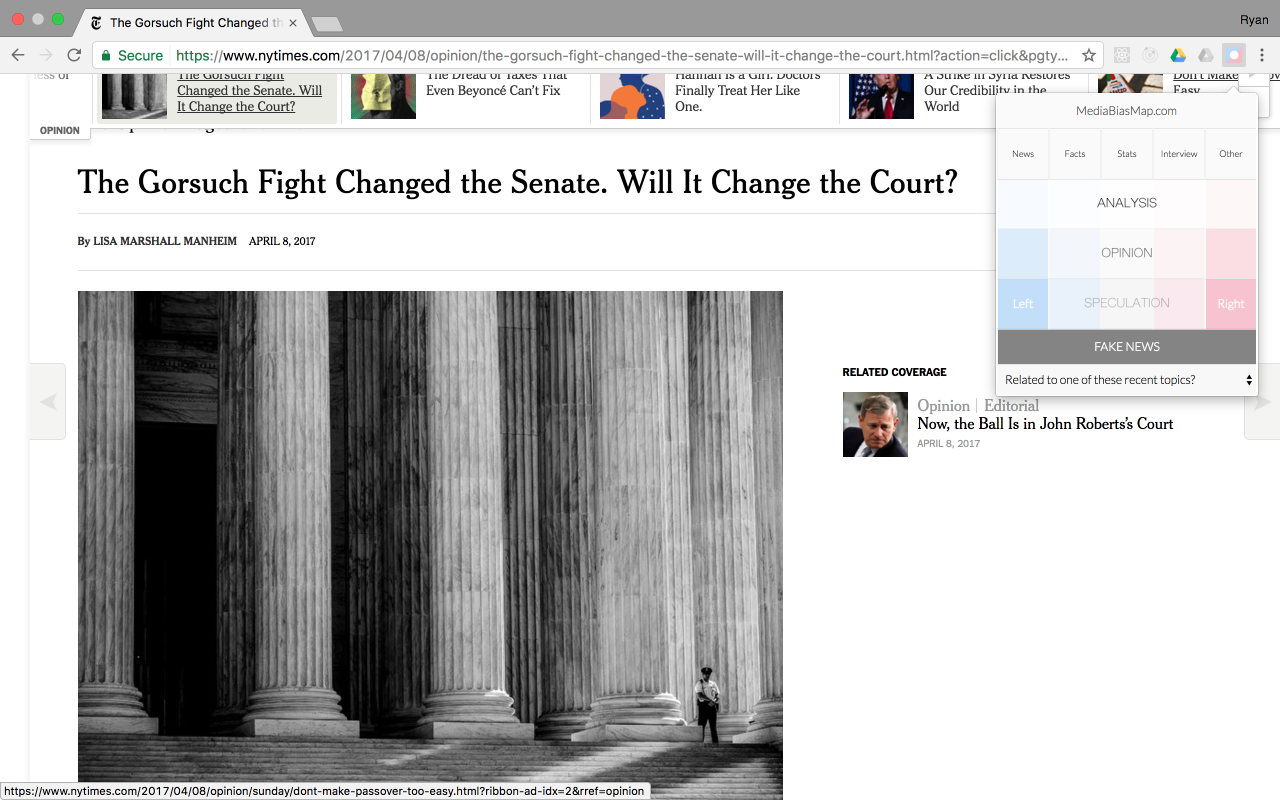 The Gorsuch Fight Changed th
Ryan
Secure
https://www.nytimes.com/2017/04/08/opinion/the-gorsuch-fight-changed-the-senate-will-it-change-the-court.html?action=click&pgty...
The Gorsuch Fight
Changed the Senate. Will
It Change the Court?
The Dread of Taxes That
Even Beyoncé Can't Fix
Hannah Is a Girl. Doctors
Finally Treat Her Like
One.
A Strike in Syria Restores
Our Credibility in the
World
Don't Make
Easy
OPINION
The Gorsuch Fight Changed the Senate. Will It Change the Court?
By LISA MARSHALL MANHEIM APRIL 8, 2017
MediaBiasMap.com
News Facts Stats Interview Other
ANALYSIS
OPINION
Left SPECULATION Right
FAKE NEWS
Related to one of these recent topics?
RELATED COVERAGE
Opinion | Editorial
Now, the Ball Is in John Roberts's Court
APRIL 8, 2017
https://www.nytimes.com/2017/04/08/opinion/sunday/dont-make-passover-too-easy.html?ribbon-ad-idx=2&rref=opinion